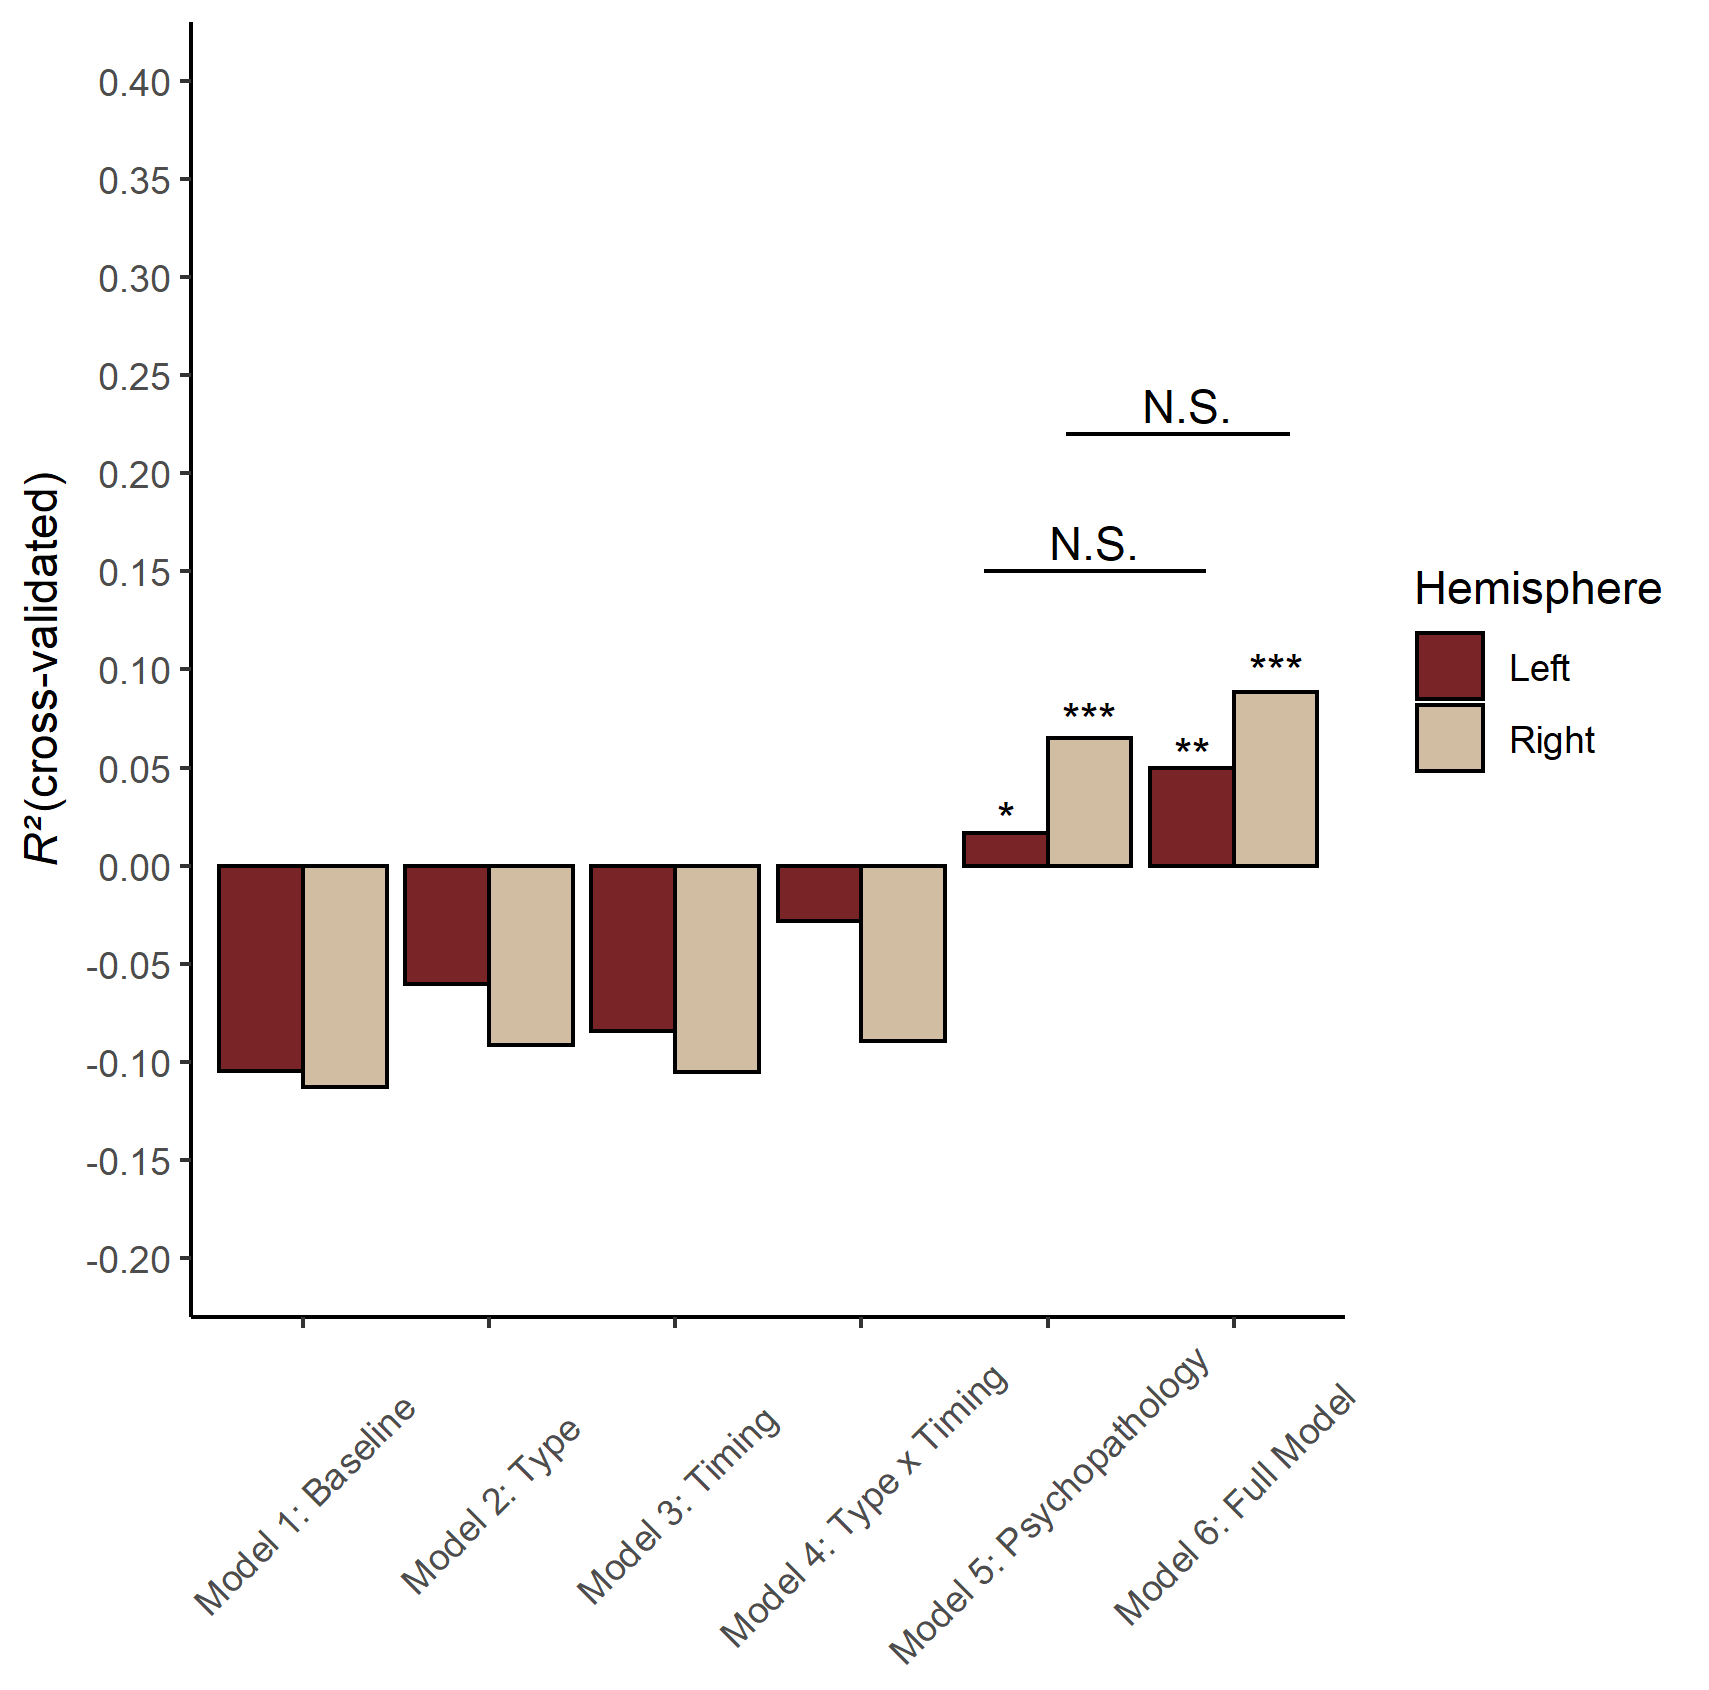 R²(cross-validated)
0.40
0.35
0.30
0.25
0.20
0.15
0.10
0.05
0.00
-0.05
-0.10
-0.15
-0.20
N.S.
N.S.
*
***
**
***
Model 1: Baseline
Model 2: Type
Model 3: Timing
Model 4: Type x Timing
Model 5: Psychopathology
Model 6: Full Model
Hemisphere
Left
Right